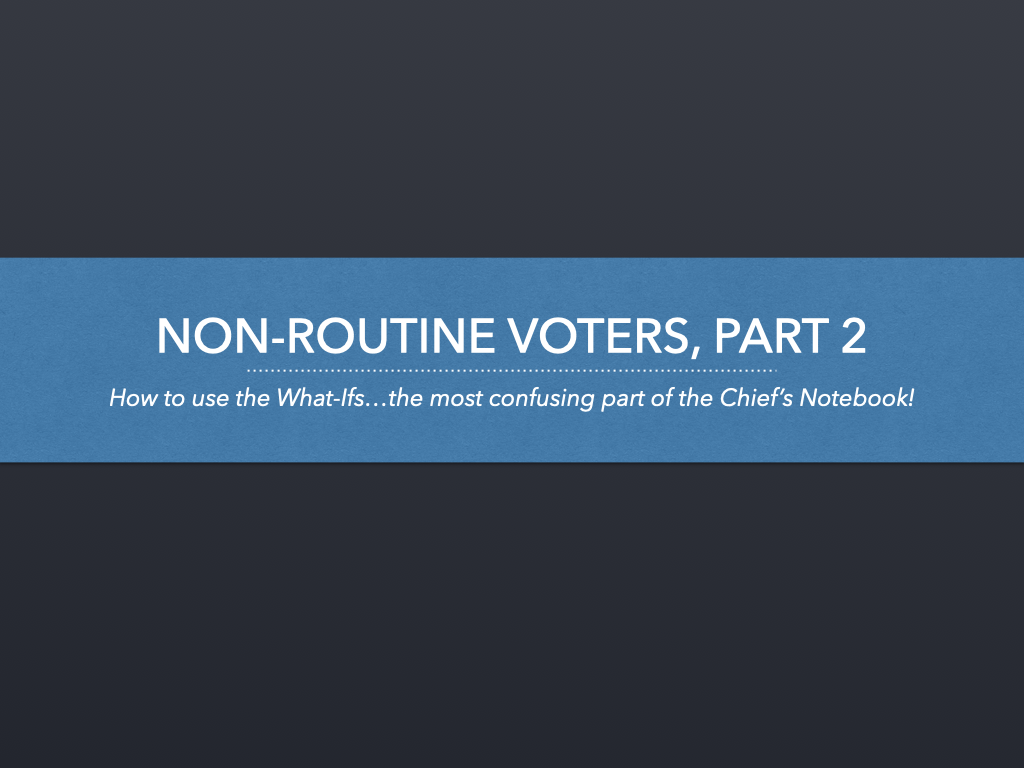 NON-ROUTINE VOTERS, PART 2
How to use the What-Ifs…the most confusing part of the Chief’s Notebook!